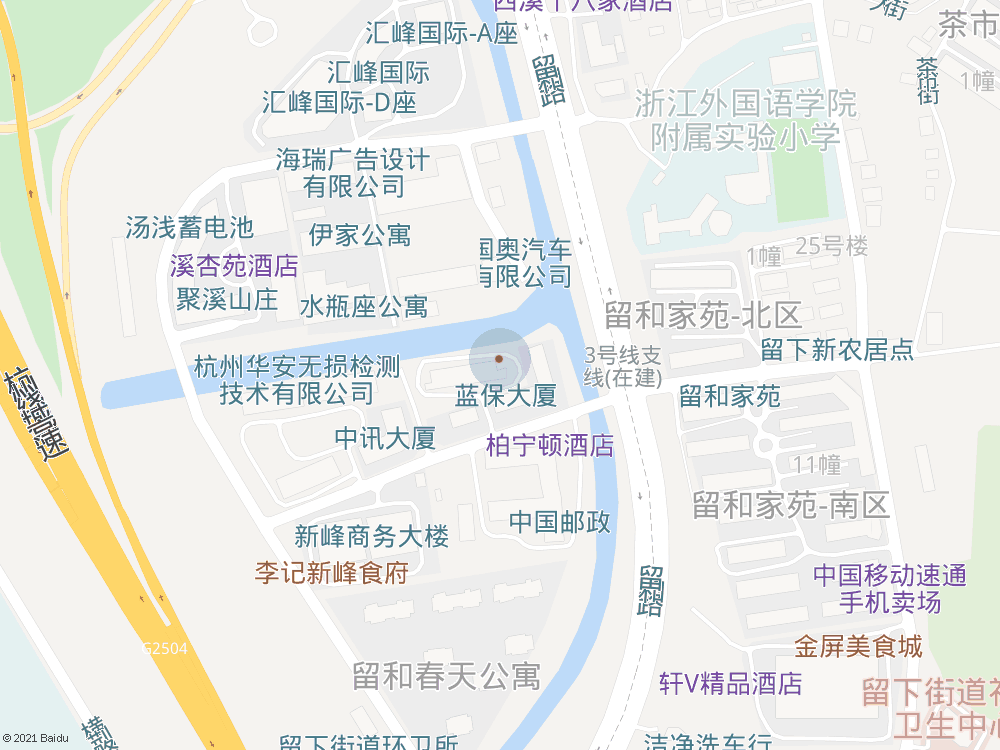 西溪十八家酒店
汇峰国际-A座
茶市
汇峰国际
汇峰国际-D座
留和路
茶市街
1幢
浙江外国语学院
附属实验小学
海瑞广告设计
有限公司
汤浅蓄电池
伊家公寓
国奥汽车
有限公司
1幢
25号楼
溪杏苑酒店
聚溪山庄
水瓶座公寓
留和家苑-北区
3号线支
线(在建)
留下新农居点
杭州华安无损检测
技术有限公司
蓝保大厦
留和家苑
中讯大厦
柏宁顿酒店
11幢
留和家苑-南区
新峰商务大楼
中国邮政
李记新峰食府
留和路
中国移动速通
手机卖场
G2504
金屏美食城
留和春天公寓
轩V精品酒店
留下街道
卫生中心
留下街道环卫所
洁净洗车行
© 2021 Baidu